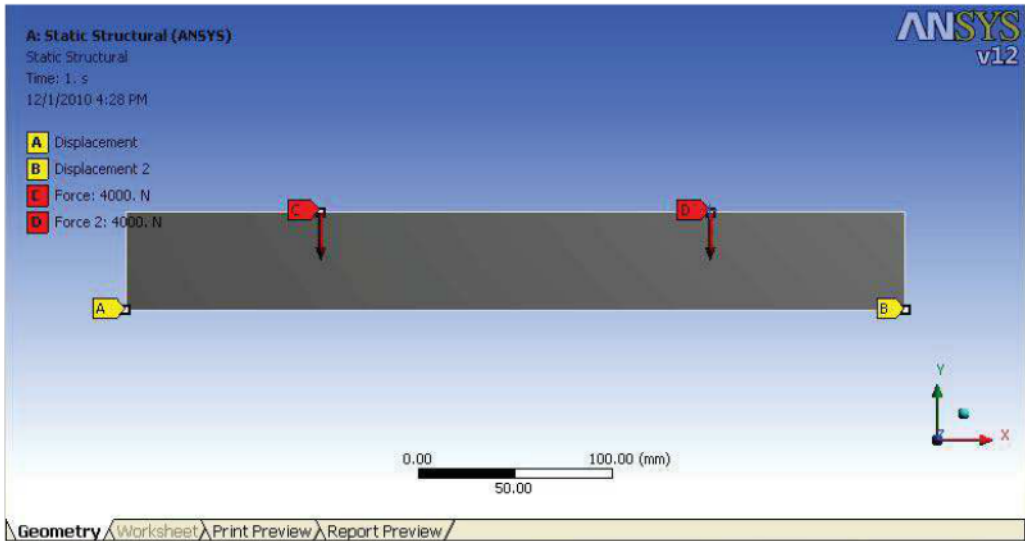 A: Static Structural (ANSYS)
Static Structural
Time: 1. s
12/1/2010 4:28 PM
A Displacement
B Displacement 2
C Force: 4000. N
D Force 2: 4000. N
ANSYS
v12
C
D
A
B
Y
Z
X
0.00
100.00 (mm)
50.00
Geometry Worksheet Print Preview Report Preview